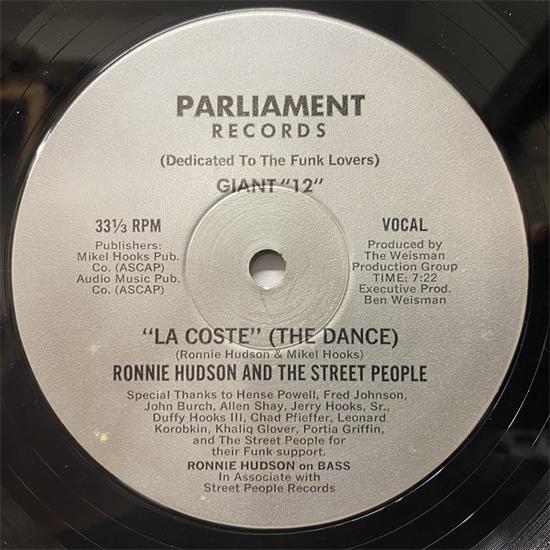 PARLIAMENT
RECORDS
(Dedicated To The Funk Lovers)
GIANT "12"
33⅓ RPM
Publishers:
Mikel Hooks Pub.
Co. (ASCAP)
Audio Music Pub.
Co. (ASCAP)
VOCAL
Produced by
The Weisman
Production Group
TIME: 7:22
Executive Prod.
Ben Weisman
"LA COSTE" (THE DANCE)
(Ronnie Hudson & Mikel Hooks)
RONNIE HUDSON AND THE STREET PEOPLE
Special Thanks to Hense Powell, Fred Johnson,
John Burch, Allen Shay, Jerry Hooks, Sr.,
Duffy Hooks III, Chad Pfieffer, Leonard
Korobkin, Khaliq Glover, Portia Griffin,
and The Street People for
their Funk support.
RONNIE HUDSON on BASS
In Associate with
Street People Records